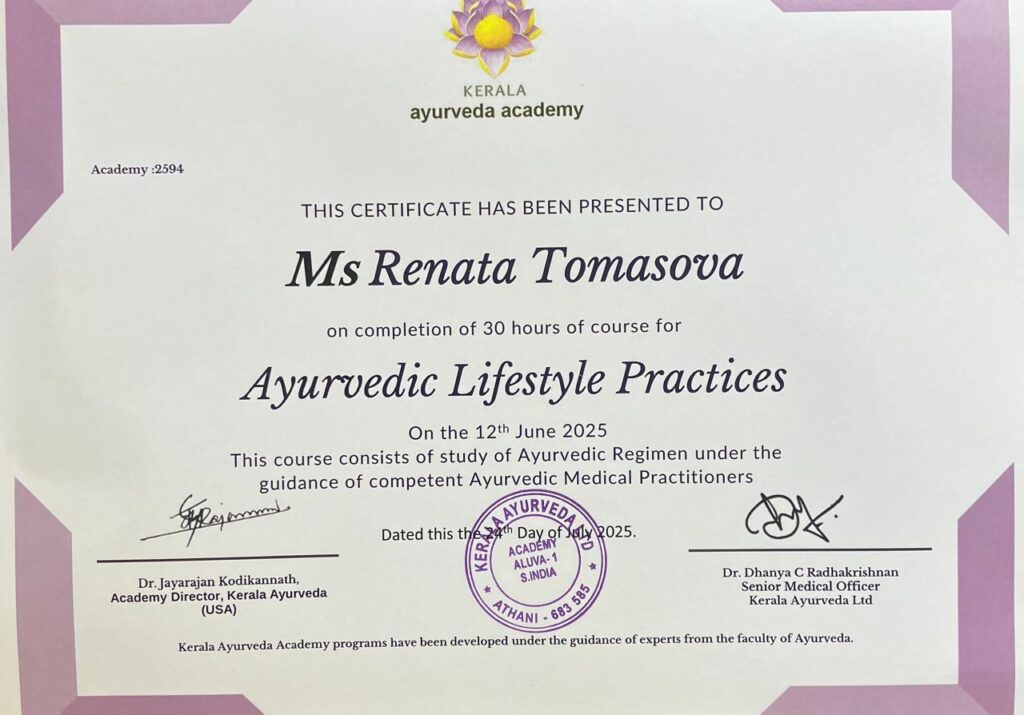 KERALA
ayurveda academy
Academy :2594
THIS CERTIFICATE HAS BEEN PRESENTED TO
Ms Renata Tomasova
on completion of 30 hours of course for
Ayurvedic Lifestyle Practices
On the 12th June 2025
This course consists of study of Ayurvedic Regimen under the
guidance of competent Ayurvedic Medical Practitioners
Dated this the 24th Day of July 2025.
KERALA AYURVEDA LTD
ACADEMY
ALUVA-1
S.INDIA
★ ATHANI - 683 585 ★
Dr. Jayarajan Kodikannath,
Academy Director, Kerala Ayurveda
(USA)
Dr. Dhanya C Radhakrishnan
Senior Medical Officer
Kerala Ayurveda Ltd
Kerala Ayurveda Academy programs have been developed under the guidance of experts from the faculty of Ayurveda.